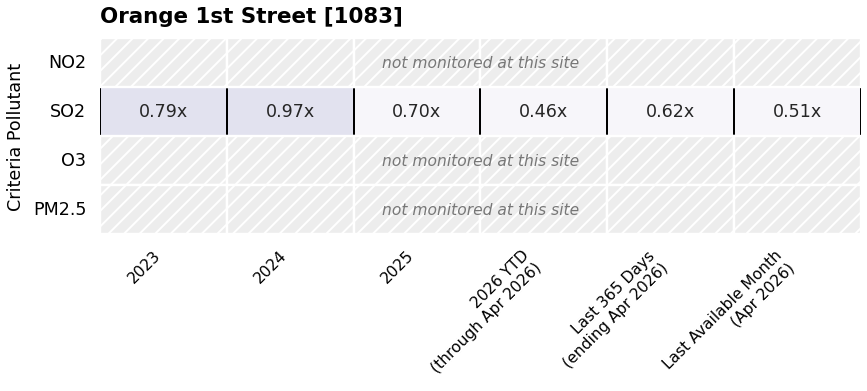 Orange 1st Street [1083]
Criteria Pollutant
NO2
not monitored at this site
SO2
0.79x
0.97x
0.70x
0.46x
0.62x
0.51x
O3
not monitored at this site
PM2.5
not monitored at this site
2023
2024
2025
2026 YTD
(through Apr 2026)
Last 365 Days
(ending Apr 2026)
Last Available Month
(Apr 2026)